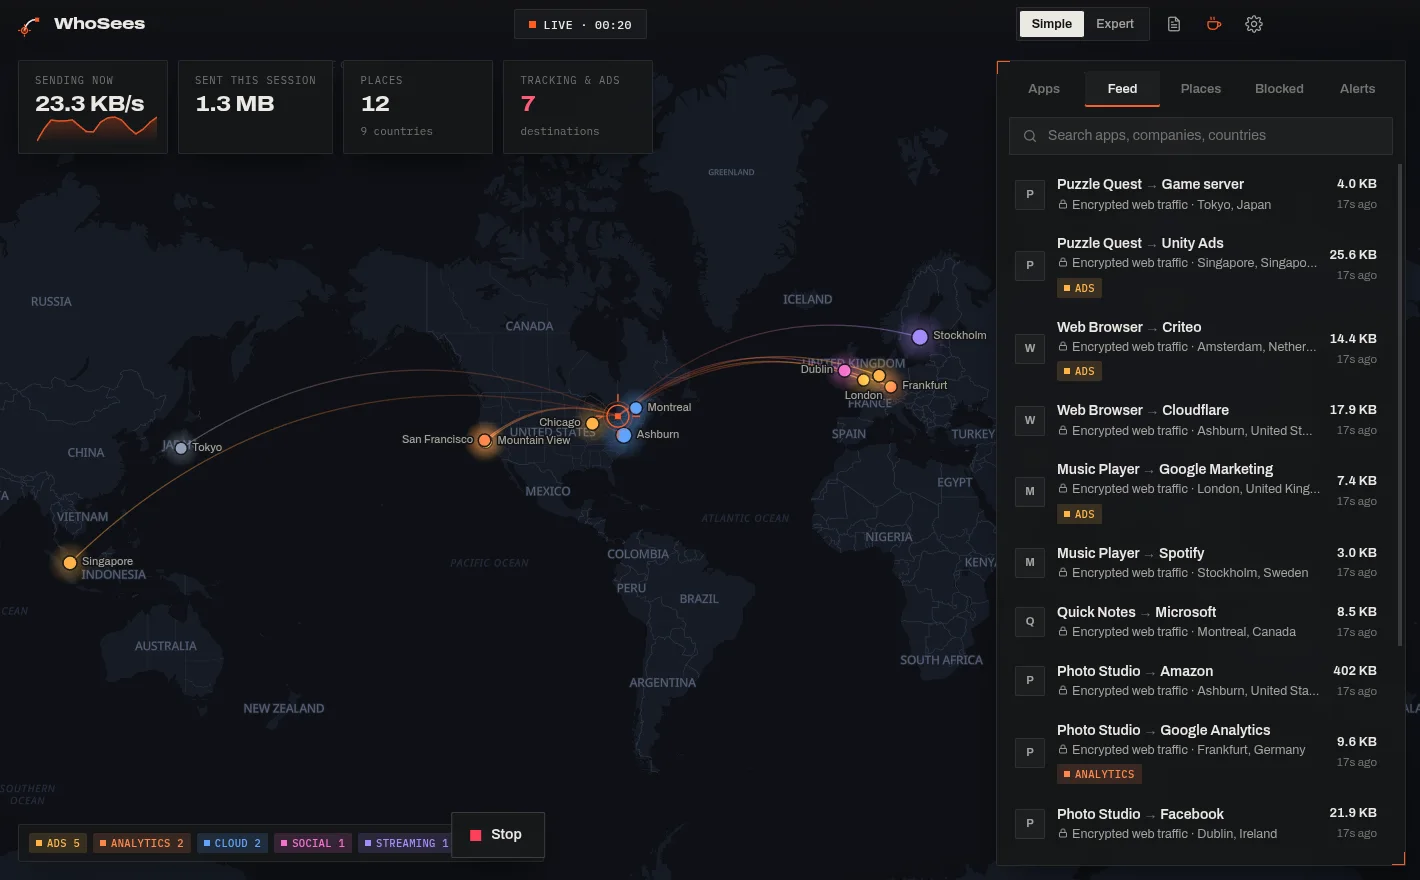 WhoSees
LIVE · 00:20
Simple
Expert
SENDING NOW
23.3 KB/s
SENT THIS SESSION
1.3 MB
PLACES
12
9 countries
TRACKING & ADS
7
destinations
Apps
Feed
Places
Blocked
Alerts
Search apps, companies, countries
P
Puzzle Quest → Game server
4.0 KB
Encrypted web traffic · Tokyo, Japan
17s ago
P
Puzzle Quest → Unity Ads
25.6 KB
Encrypted web traffic · Singapore, Singapo...
17s ago
ADS
W
Web Browser → Criteo
14.4 KB
Encrypted web traffic · Amsterdam, Nether...
17s ago
ADS
W
Web Browser → Cloudflare
17.9 KB
Encrypted web traffic · Ashburn, United St...
17s ago
M
Music Player → Google Marketing
7.4 KB
Encrypted web traffic · London, United King...
17s ago
ADS
M
Music Player → Spotify
3.0 KB
Encrypted web traffic · Stockholm, Sweden
17s ago
Q
Quick Notes → Microsoft
8.5 KB
Encrypted web traffic · Montreal, Canada
17s ago
P
Photo Studio → Amazon
402 KB
Encrypted web traffic · Ashburn, United Sta...
17s ago
P
Photo Studio → Google Analytics
9.6 KB
Encrypted web traffic · Frankfurt, Germany
17s ago
ANALYTICS
P
Photo Studio → Facebook
21.9 KB
Encrypted web traffic · Dublin, Ireland
17s ago
GREENLAND
RUSSIA
ICELAND
CANADA
Stockholm
UNITED KINGDOM
Dublin
Frankfurt
London
FRANCE
Montreal
Chicago
UNITED STATES
Ashburn
San Francisco
Mountain View
SPAIN
TURKEY
Tokyo
CHINA
EGYPT
MEXICO
ATLANTIC OCEAN
VIETNAM
NIGERIA
Singapore
INDONESIA
COLOMBIA
PACIFIC OCEAN
KENY
PERU
BRAZIL
CEAN
AUSTRALIA
SOUTH AFRICA
ARGENTINA
NEW ZEALAND
SOUTHERN
OCEAN
ADS 5
ANALYTICS 2
CLOUD 2
SOCIAL 1
STREAMING 1
Stop